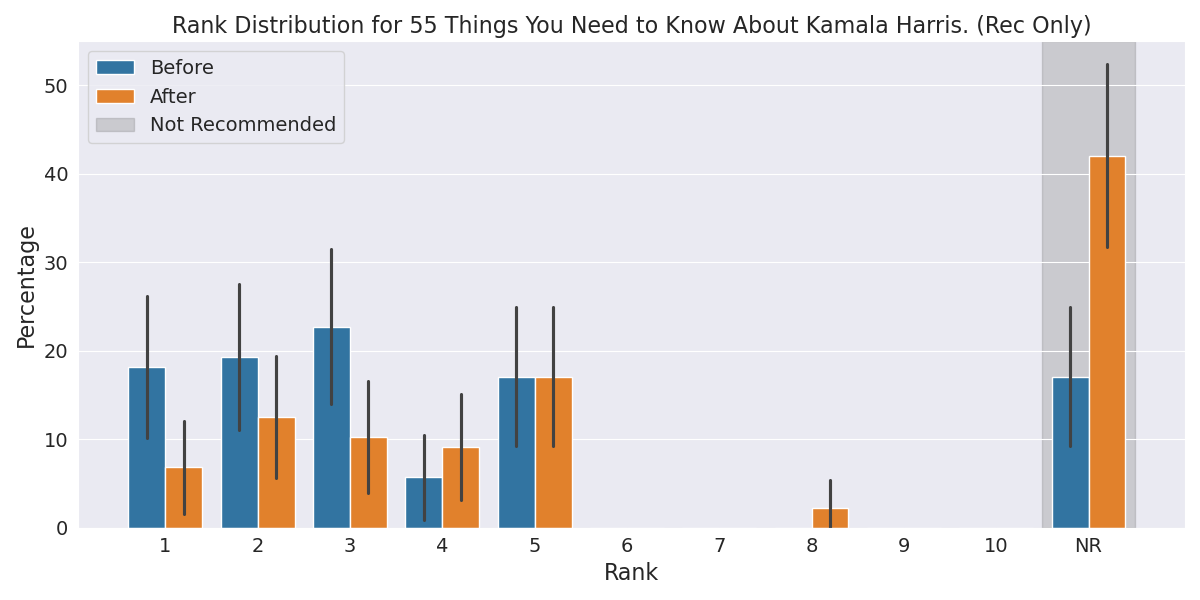 Rank Distribution for 55 Things You Need to Know About Kamala Harris. (Rec Only)
Before
After
Not Recommended
Percentage
50
40
30
20
10
0
1 2 3 4 5 6 7 8 9 10 NR
Rank